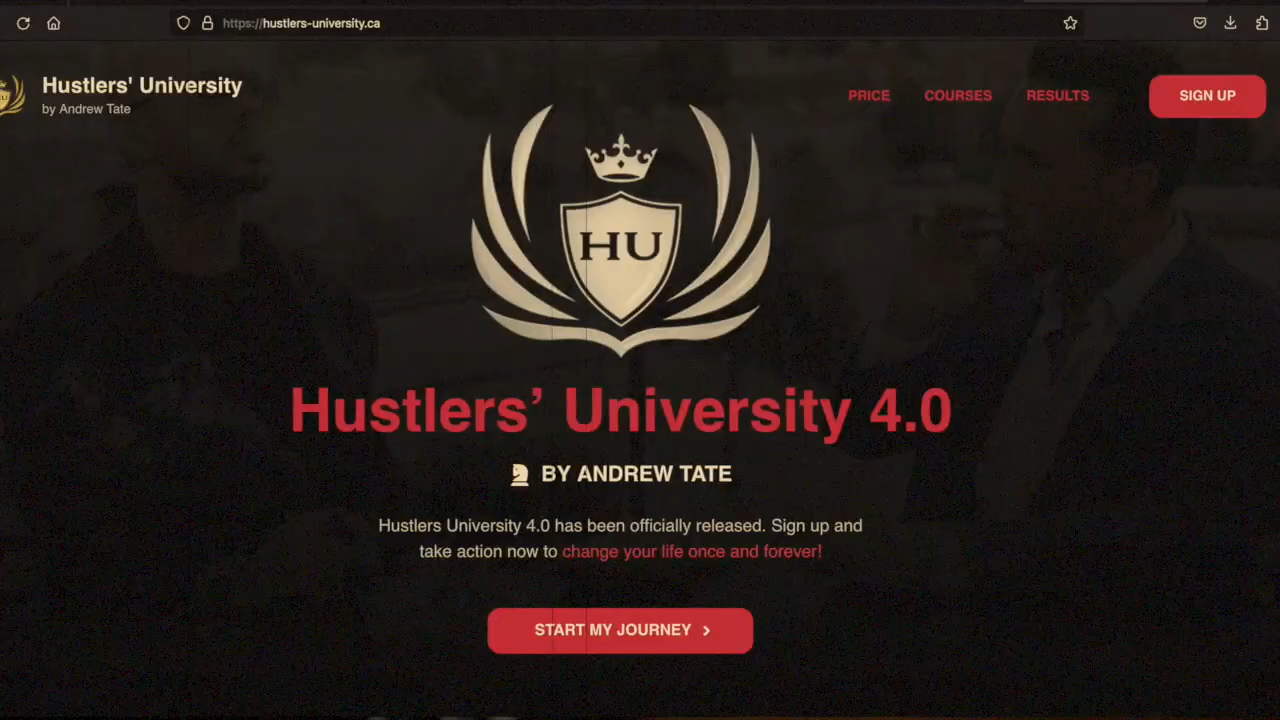 https://hustlers-university.ca
Hustlers' University
by Andrew Tate
PRICE
COURSES
RESULTS
SIGN UP
HU
Hustlers’ University 4.0
BY ANDREW TATE
Hustlers University 4.0 has been officially released. Sign up and
take action now to change your life once and forever!
START MY JOURNEY